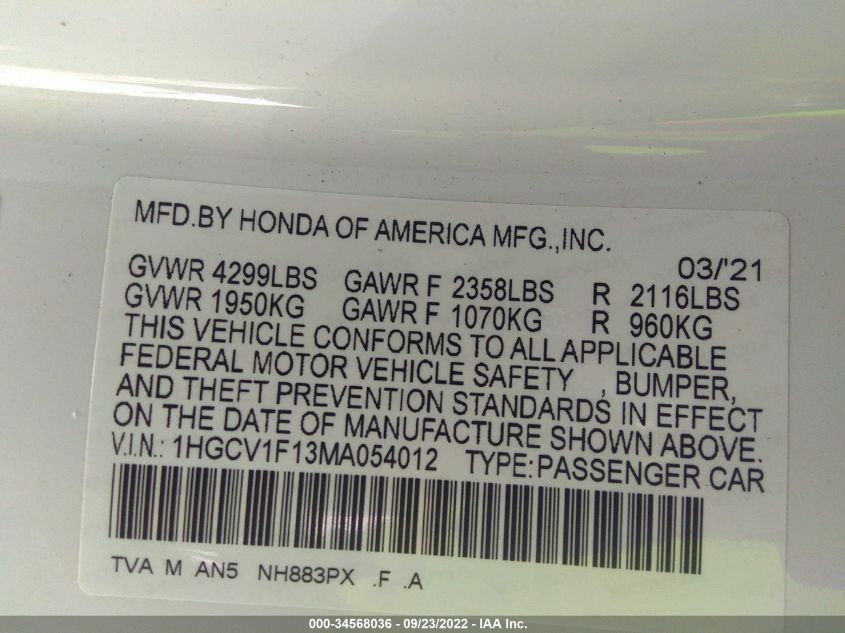 MFD.BY HONDA OF AMERICA MFG.,INC.
03/'21
GVWR 4299LBS GAWR F 2358LBS R 2116LBS
GVWR 1950KG GAWR F 1070KG R 960KG
THIS VEHICLE CONFORMS TO ALL APPLICABLE
FEDERAL MOTOR VEHICLE SAFETY , BUMPER,
AND THEFT PREVENTION STANDARDS IN EFFECT
ON THE DATE OF MANUFACTURE SHOWN ABOVE.
V.I.N.: 1HGCV1F13MA054012 TYPE:PASSENGER CAR
TVA M AN5 NH883PX .F .A
000-34568036 - 09/23/2022 - IAA Inc.